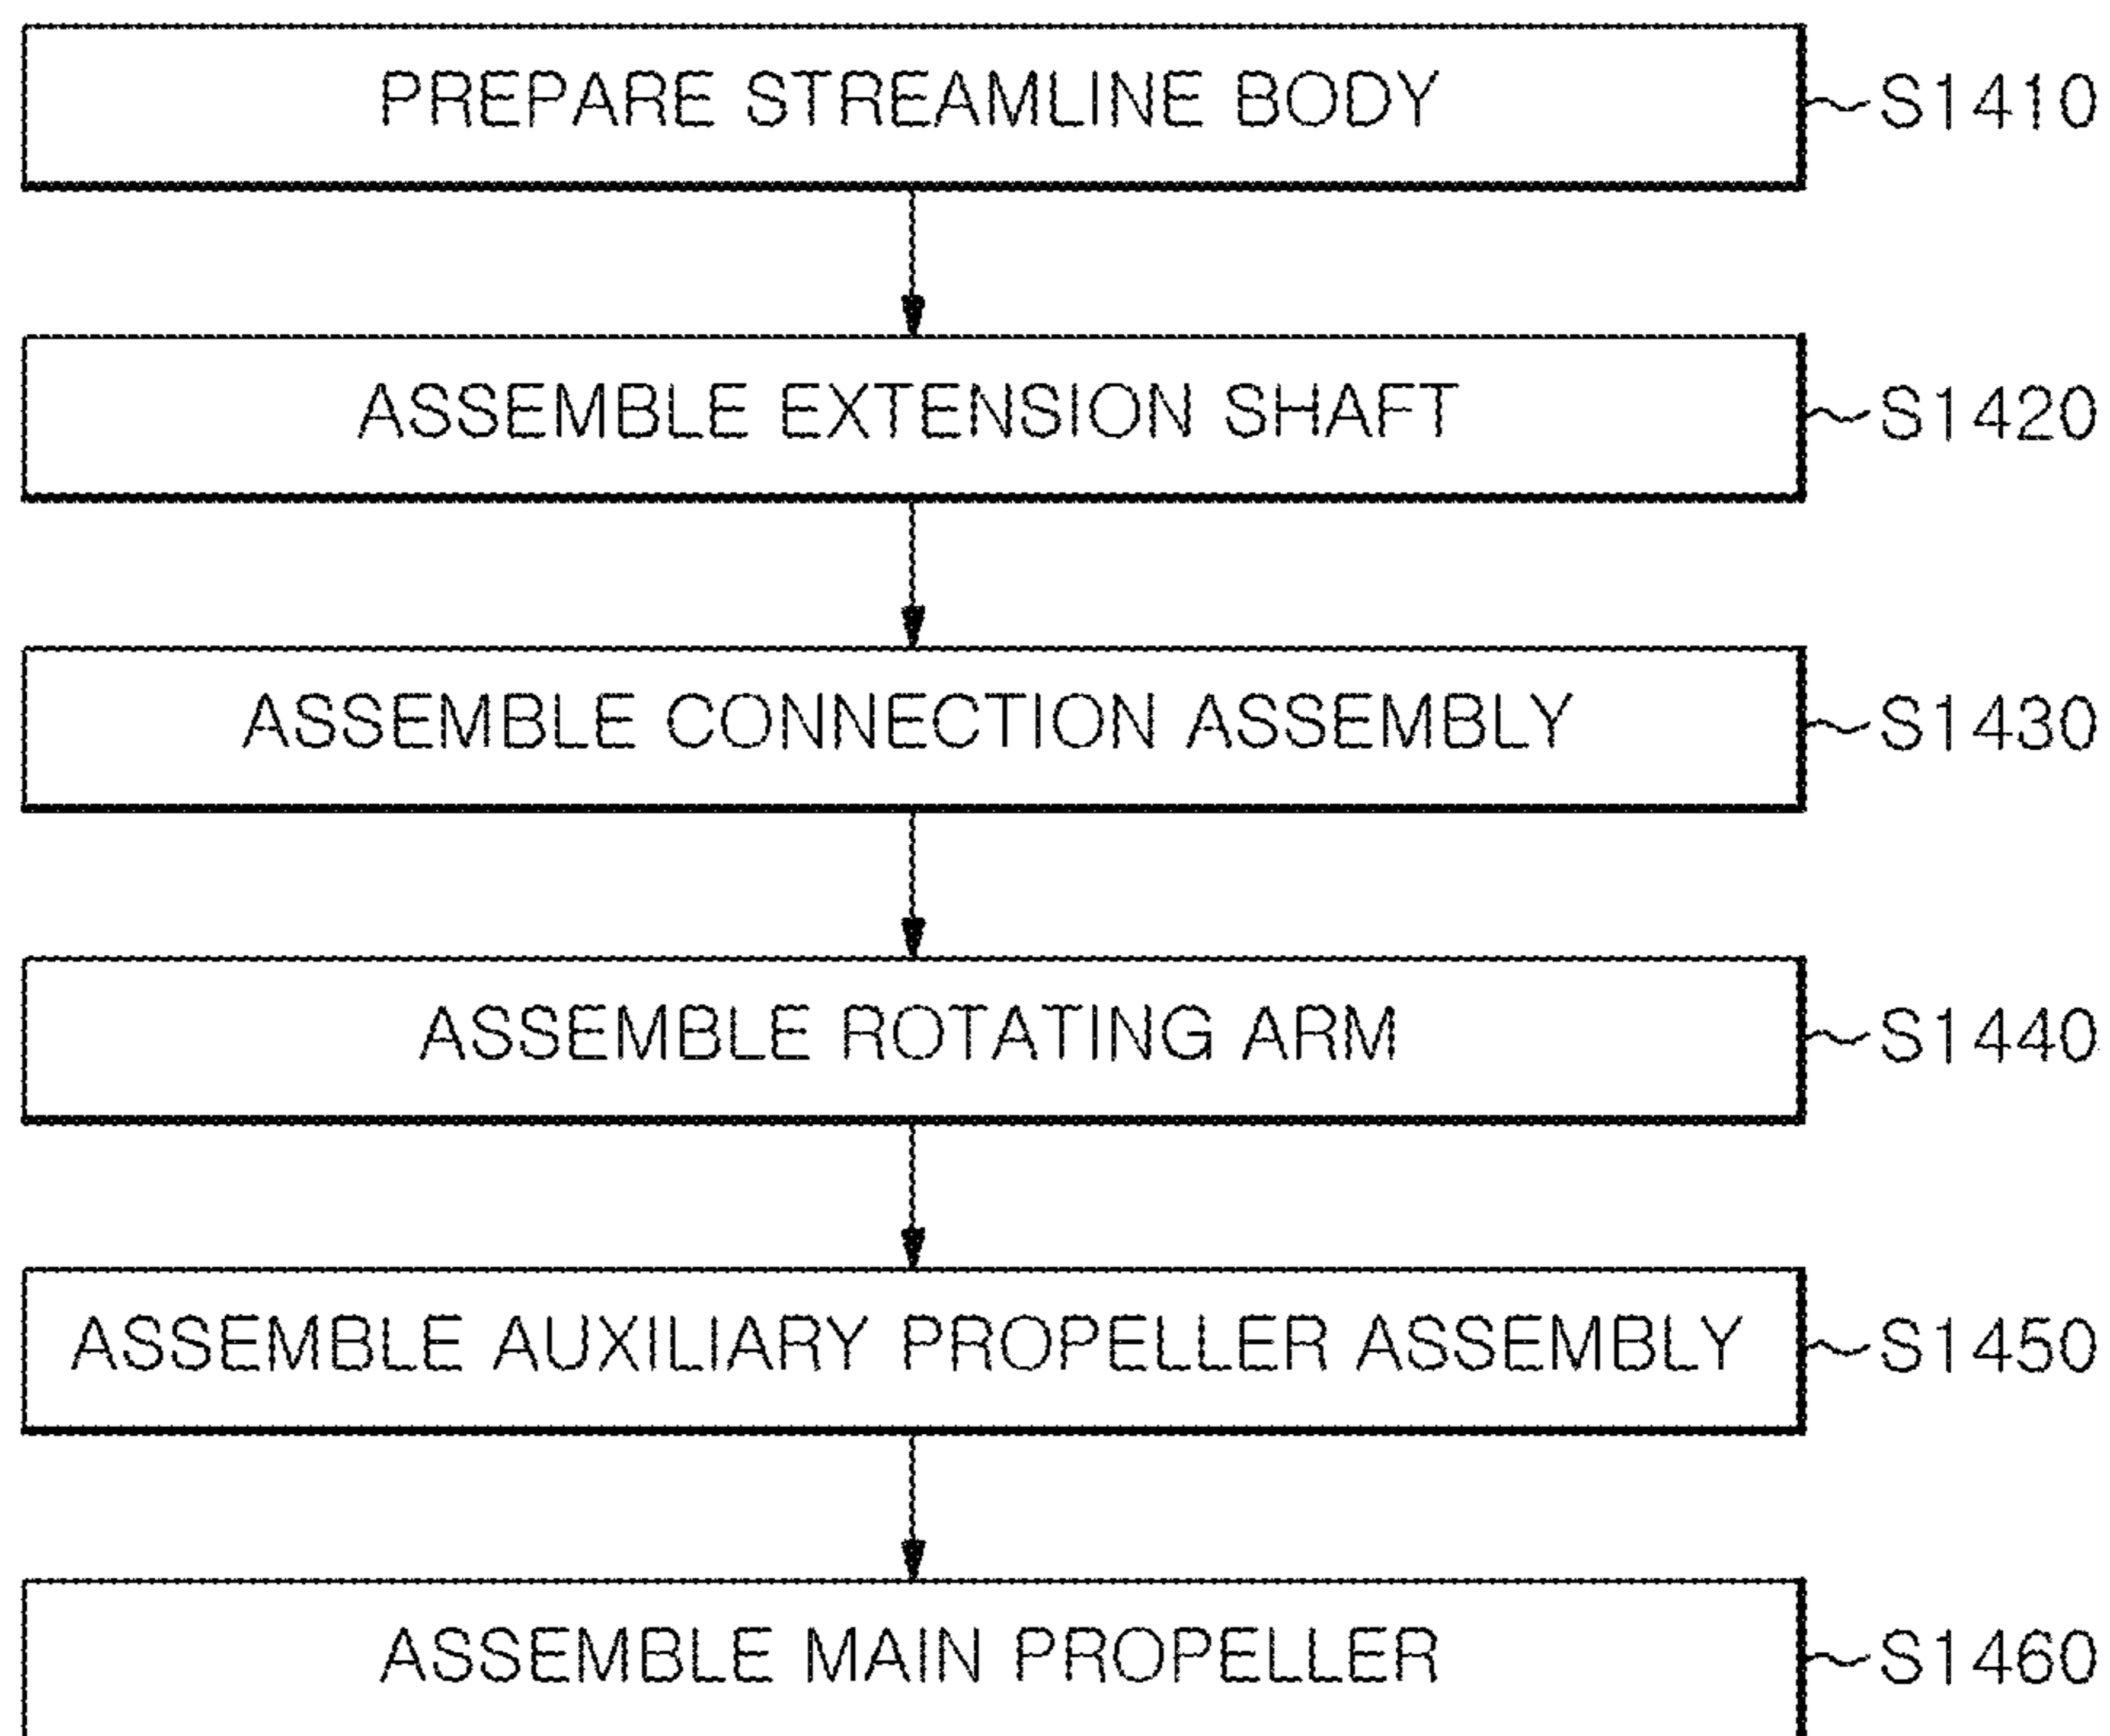 PREPARE STREAMLINE BODY S1410
ASSEMBLE EXTENSION SHAFT S1420
ASSEMBLE CONNECTION ASSEMBLY S1430
ASSEMBLE ROTATING ARM S1440
ASSEMBLE AUXILIARY PROPELLER ASSEMBLY S1450
ASSEMBLE MAIN PROPELLER S1460